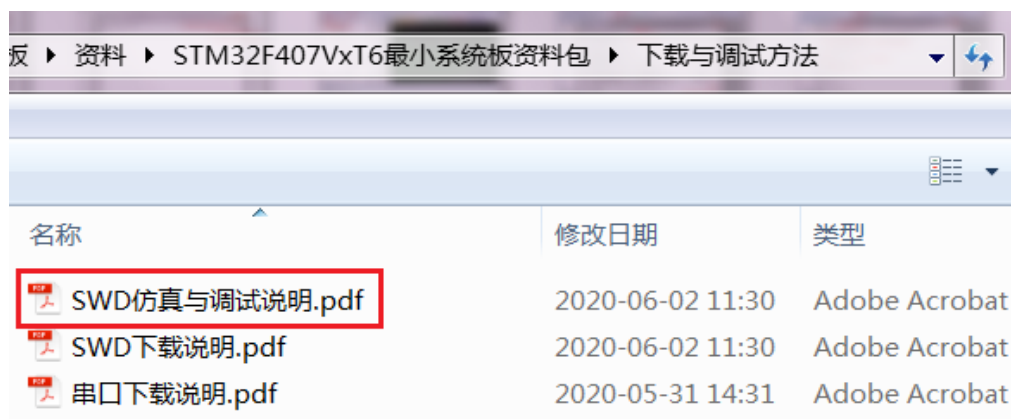 板 资料 STM32F407VxT6最小系统板资料包 下载与调试方法
名称 修改日期 类型
SWD仿真与调试说明.pdf 2020-06-02 11:30 Adobe Acrobat
SWD下载说明.pdf 2020-06-02 11:30 Adobe Acrobat
串口下载说明.pdf 2020-05-31 14:31 Adobe Acrobat